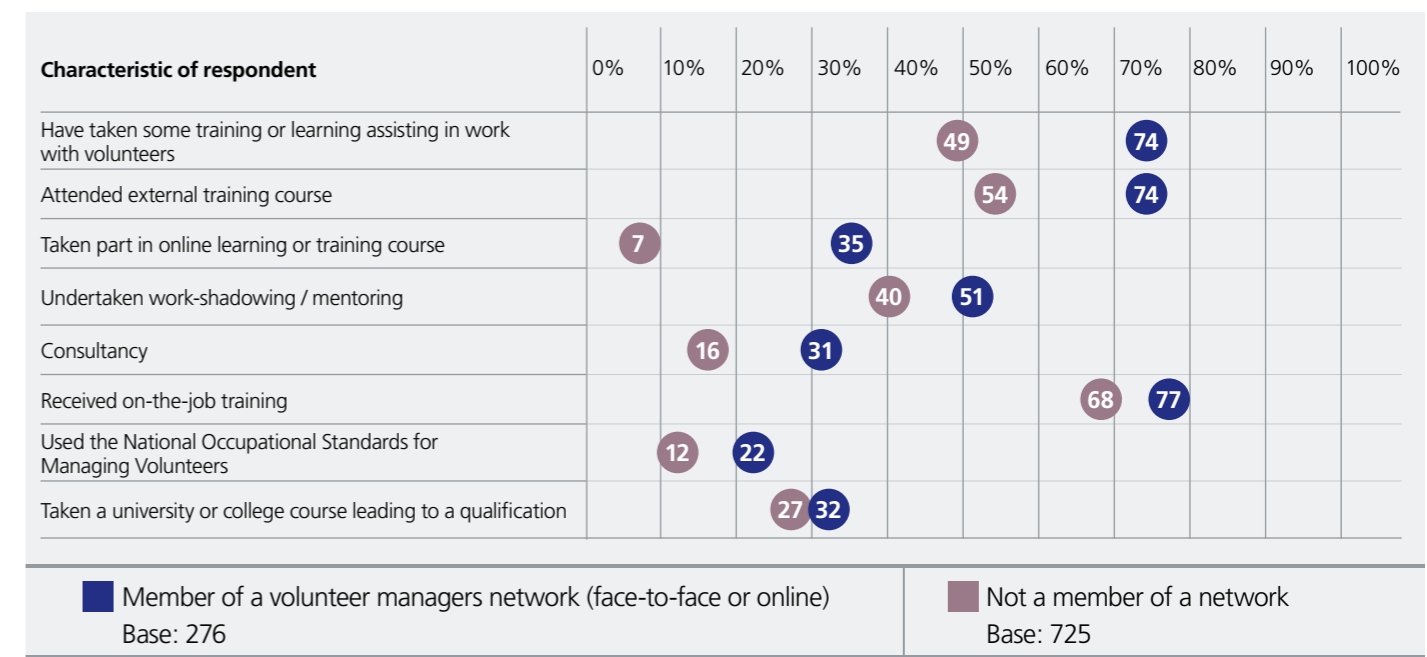 Characteristic of respondent 0% 10% 20% 30% 40% 50% 60% 70% 80% 90% 100%
Have taken some training or learning assisting in work
with volunteers
49 74
Attended external training course 54 74
Taken part in online learning or training course 7 35
Undertaken work-shadowing / mentoring 40 51
Consultancy 16 31
Received on-the-job training 68 77
Used the National Occupational Standards for
Managing Volunteers
12 22
Taken a university or college course leading to a qualification 27 32
Member of a volunteer managers network (face-to-face or online)
Base: 276
Not a member of a network
Base: 725